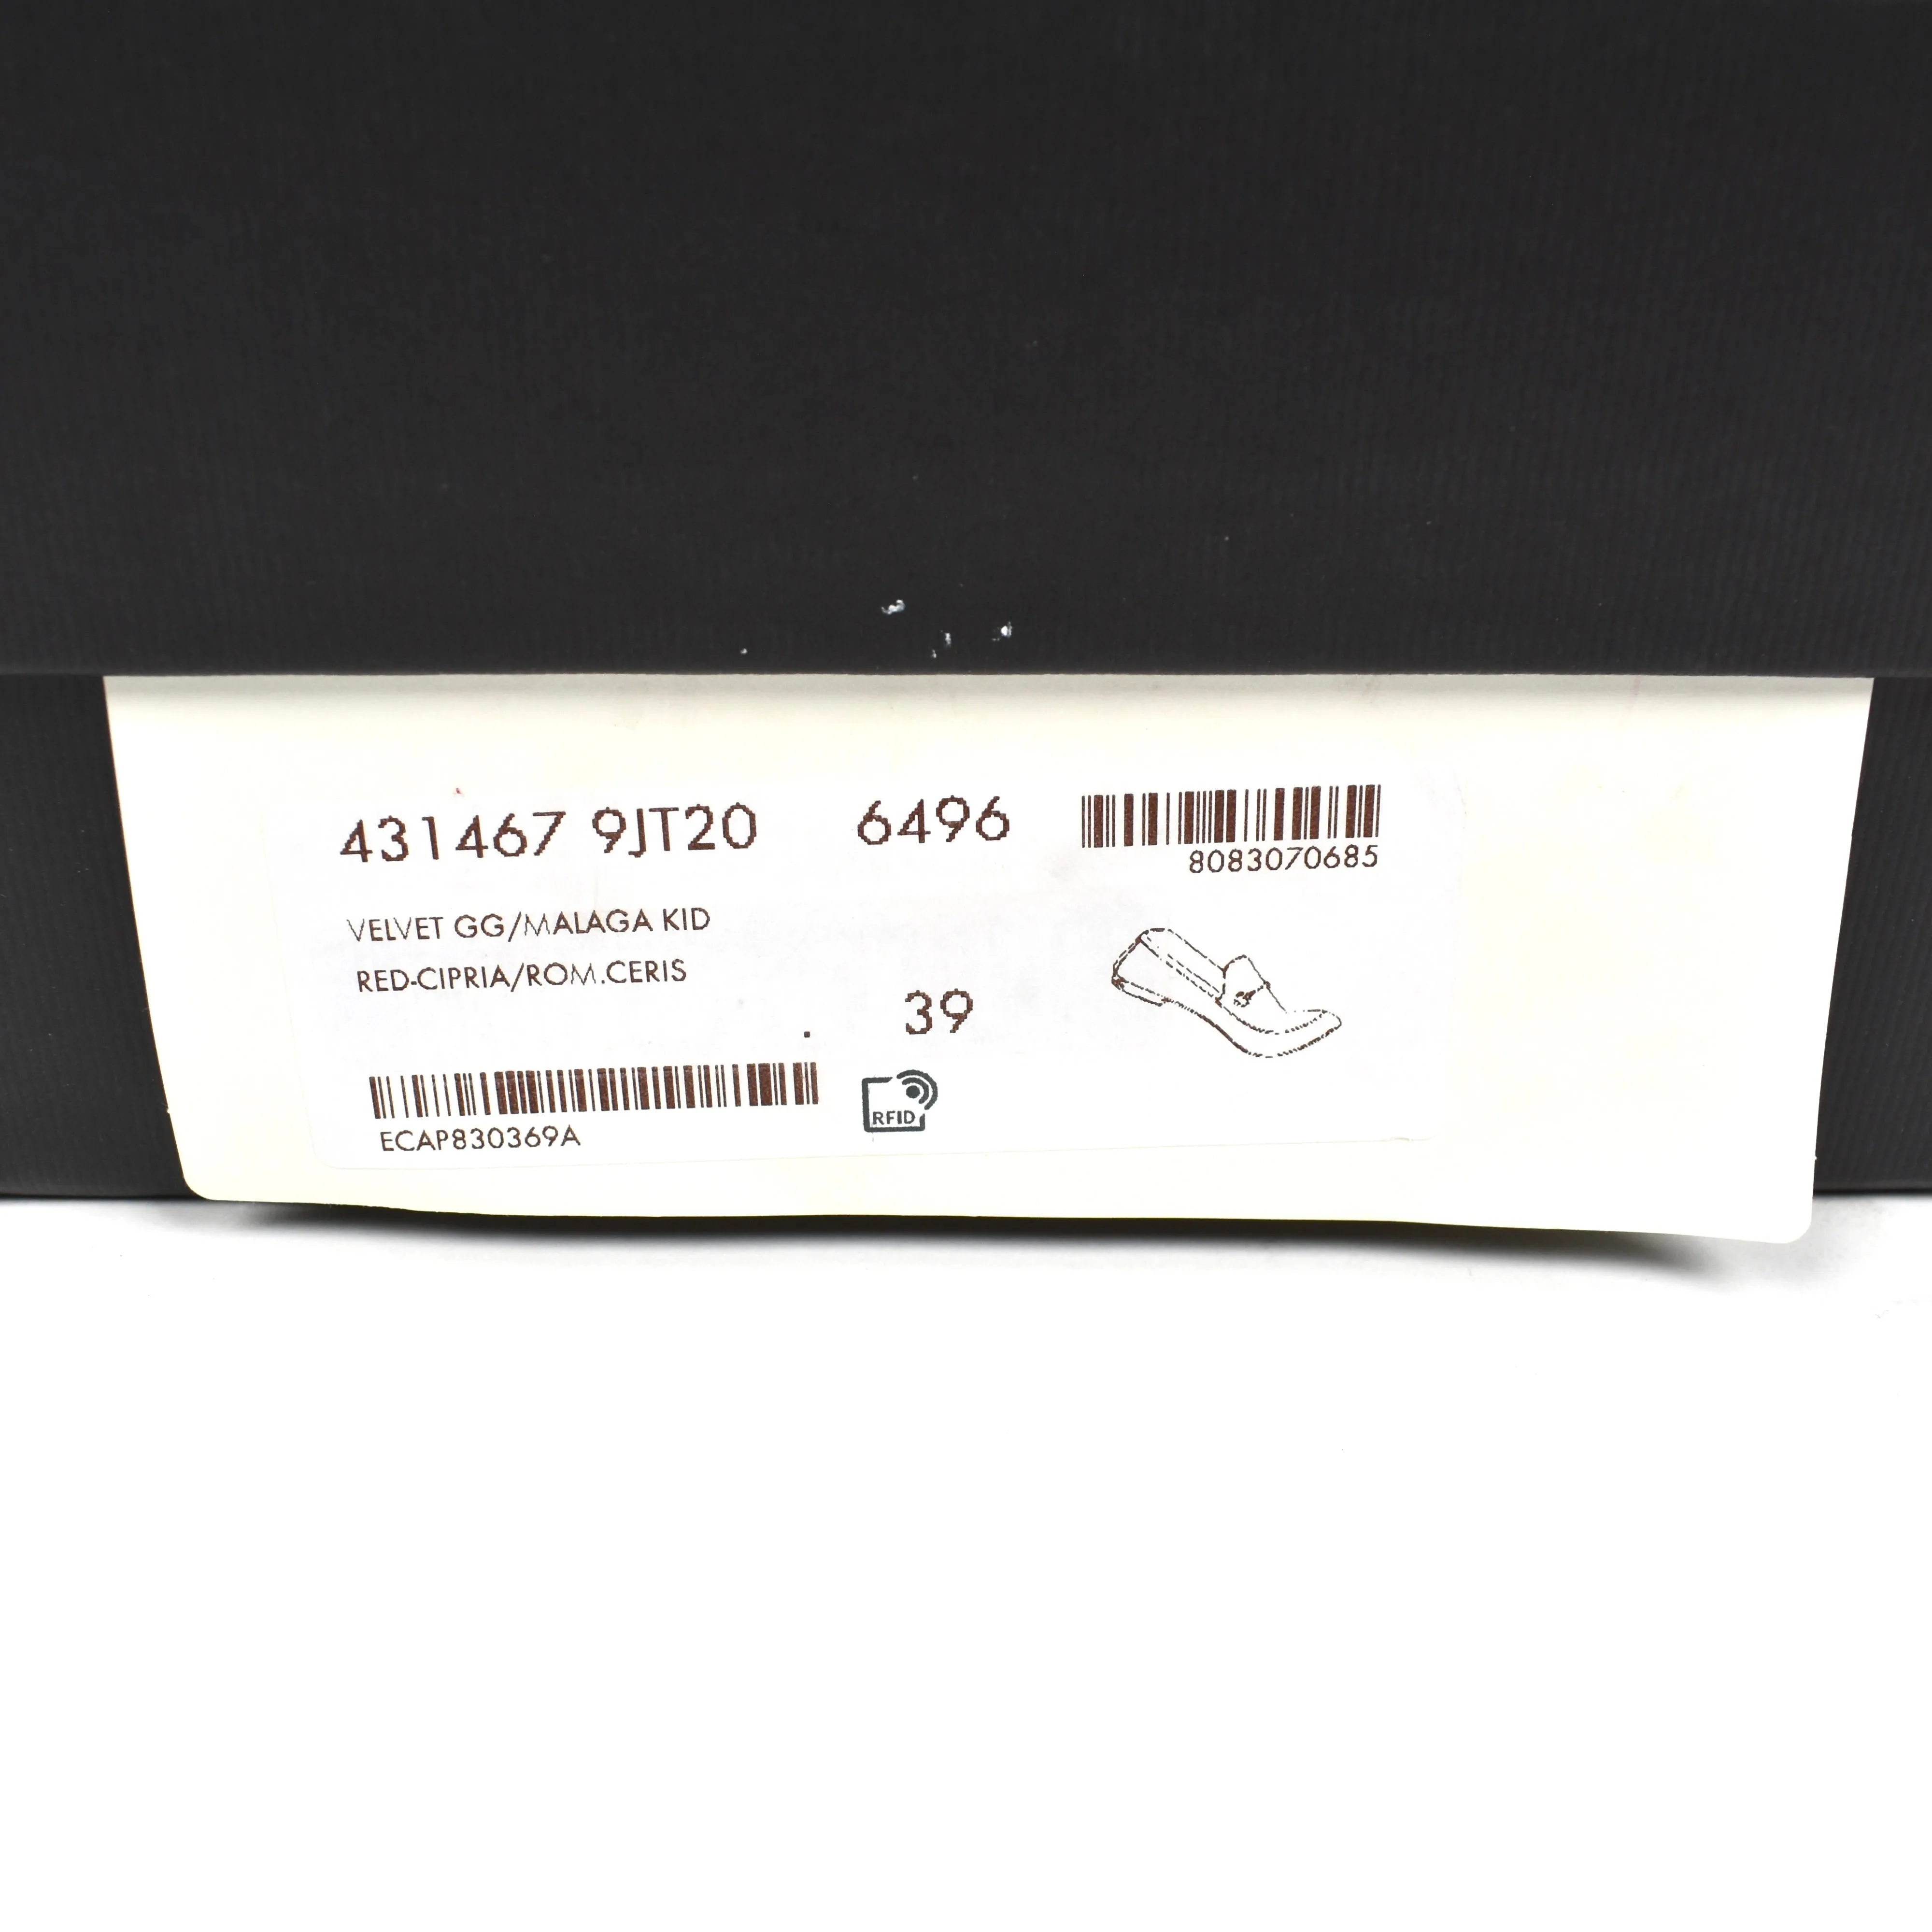 431467 9JT20 6496
8083070685
VELVET GG/MALAGA KID
RED-CIPRIA/ROM.CERIS
. 39
RFID
ECAP830369A